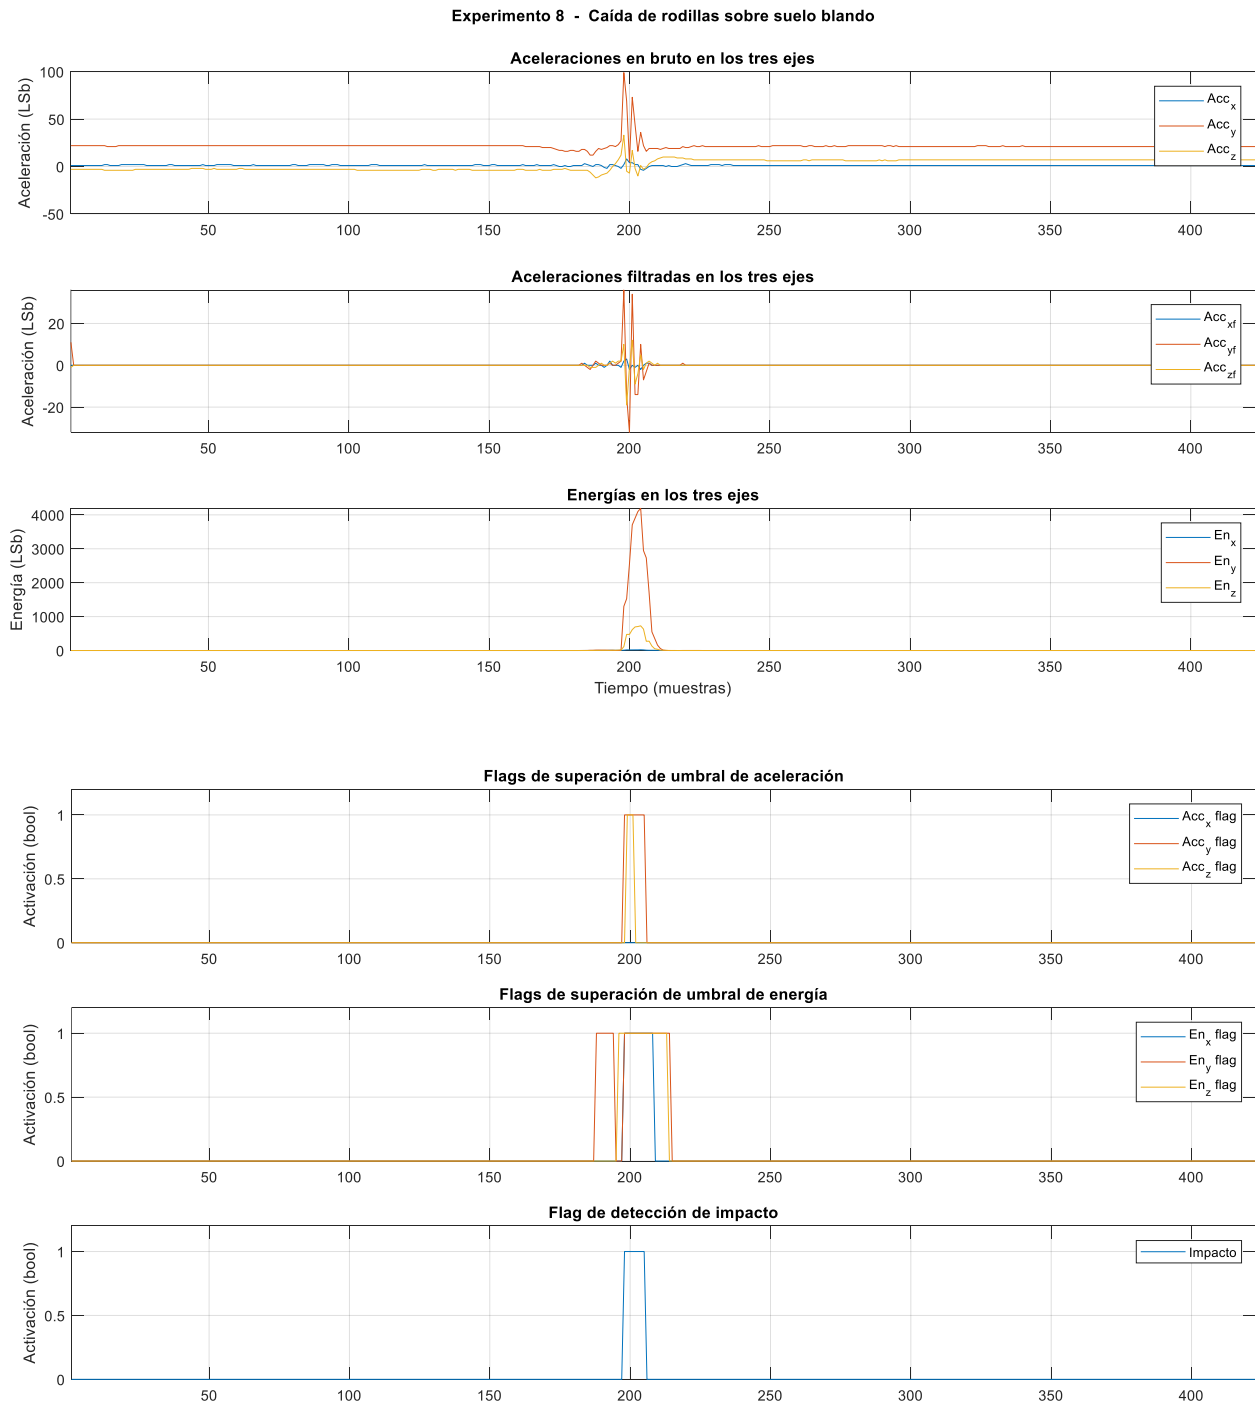 Experimento 8 - Caída de rodillas sobre suelo blando
Aceleraciones en bruto en los tres ejes
Aceleración (LSb)
100
50
0
-50
Acc_x
Acc_y
Acc_z
50 100 150 200 250 300 350 400
Aceleraciones filtradas en los tres ejes
Aceleración (LSb)
20
0
-20
Acc_xf
Acc_yf
Acc_zf
50 100 150 200 250 300 350 400
Energías en los tres ejes
Energía (LSb)
4000
3000
2000
1000
0
En_x
En_y
En_z
50 100 150 200 250 300 350 400
Tiempo (muestras)
Flags de superación de umbral de aceleración
Activación (bool)
1
0.5
0
Acc_x flag
Acc_y flag
Acc_z flag
50 100 150 200 250 300 350 400
Flags de superación de umbral de energía
Activación (bool)
1
0.5
0
En_x flag
En_y flag
En_z flag
50 100 150 200 250 300 350 400
Flag de detección de impacto
Activación (bool)
1
0.5
0
Impacto
50 100 150 200 250 300 350 400